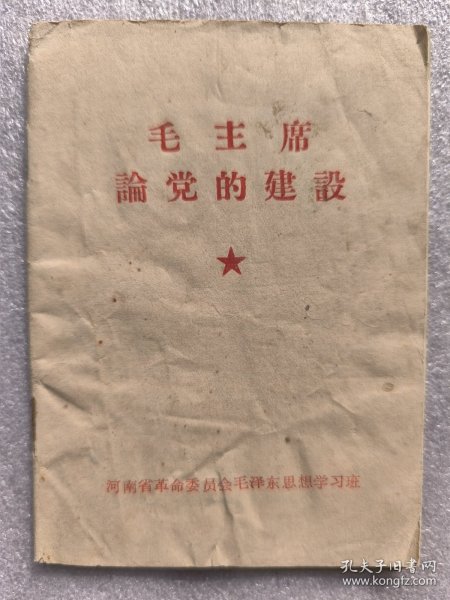 毛主席
論党的建設
河南省革命委员会毛泽东思想学习班
孔夫子旧书网
www.kongfz.com